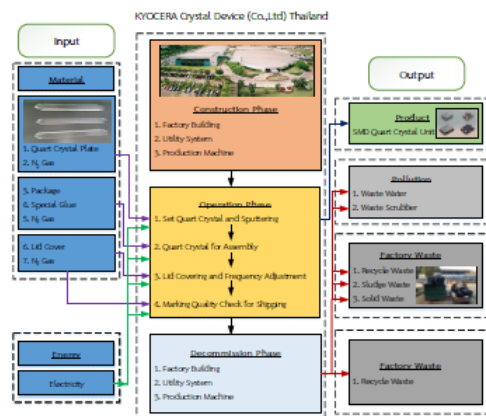 KYOCERA Crystal Device (Co.,Ltd) Thailand
Input
Material
1. Quart Crystal Plate
2. N₂ Gas
3. Package
4. Special Glue
5. N₂ Gas
6. Lid Cover
7. N₂ Gas
Energy
Electricity
Construction Phase
1. Factory Building
2. Utility System
3. Production Machine
Operation Phase
1. Set Quart Crystal and Sputtering
2. Quart Crystal for Assembly
3. Lid Covering and Frequency Adjustment
4. Marking Quality Check for Shipping
Decommission Phase
1. Factory Building
2. Utility System
3. Production Machine
Output
Product
SMD Quart Crystal Unit
Pollution
1. Waste Water
2. Waste Scrubber
Factory Waste
1. Recycle Waste
2. Sludge Waste
3. Solid Waste
Factory Waste
1. Recycle Waste